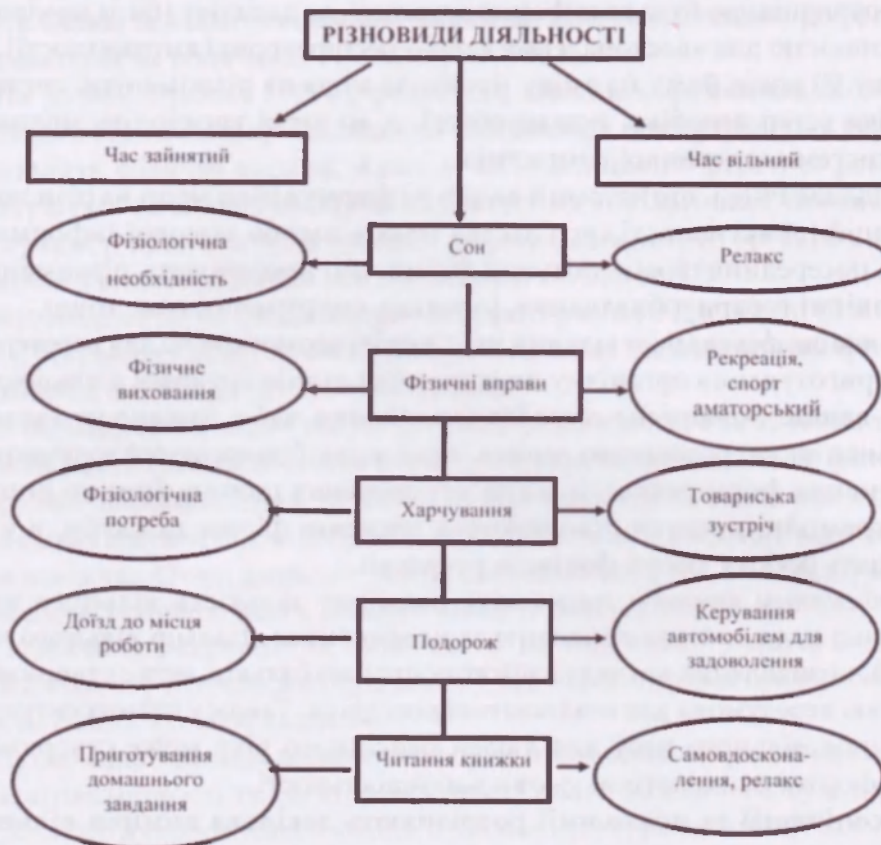 РІЗНОВИДИ ДІЯЛЬНОСТІ
Час зайнятий
Час вільний
Фізіологічна
необхідність
Сон
Релакс
Фізичне
виховання
Фізичні вправи
Рекреація,
спорт
аматорський
Фізіологічна
потреба
Харчування
Товариська
зустріч
Доїзд до місця
роботи
Подорож
Керування
автомобілем для
задоволення
Приготування
домашнього
завдання
Читання книжки
Самовдоскона-
лення, релакс